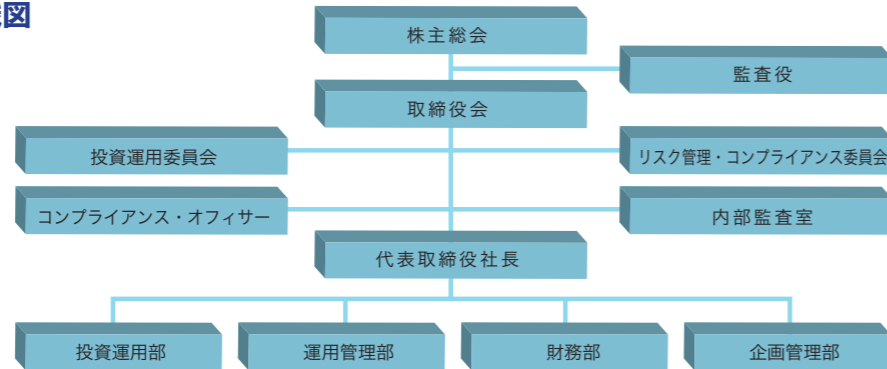 図
株主総会
監査役
取締役会
投資運用委員会
リスク管理・コンプライアンス委員会
コンプライアンス・オフィサー
内部監査室
代表取締役社長
投資運用部
運用管理部
財務部
企画管理部